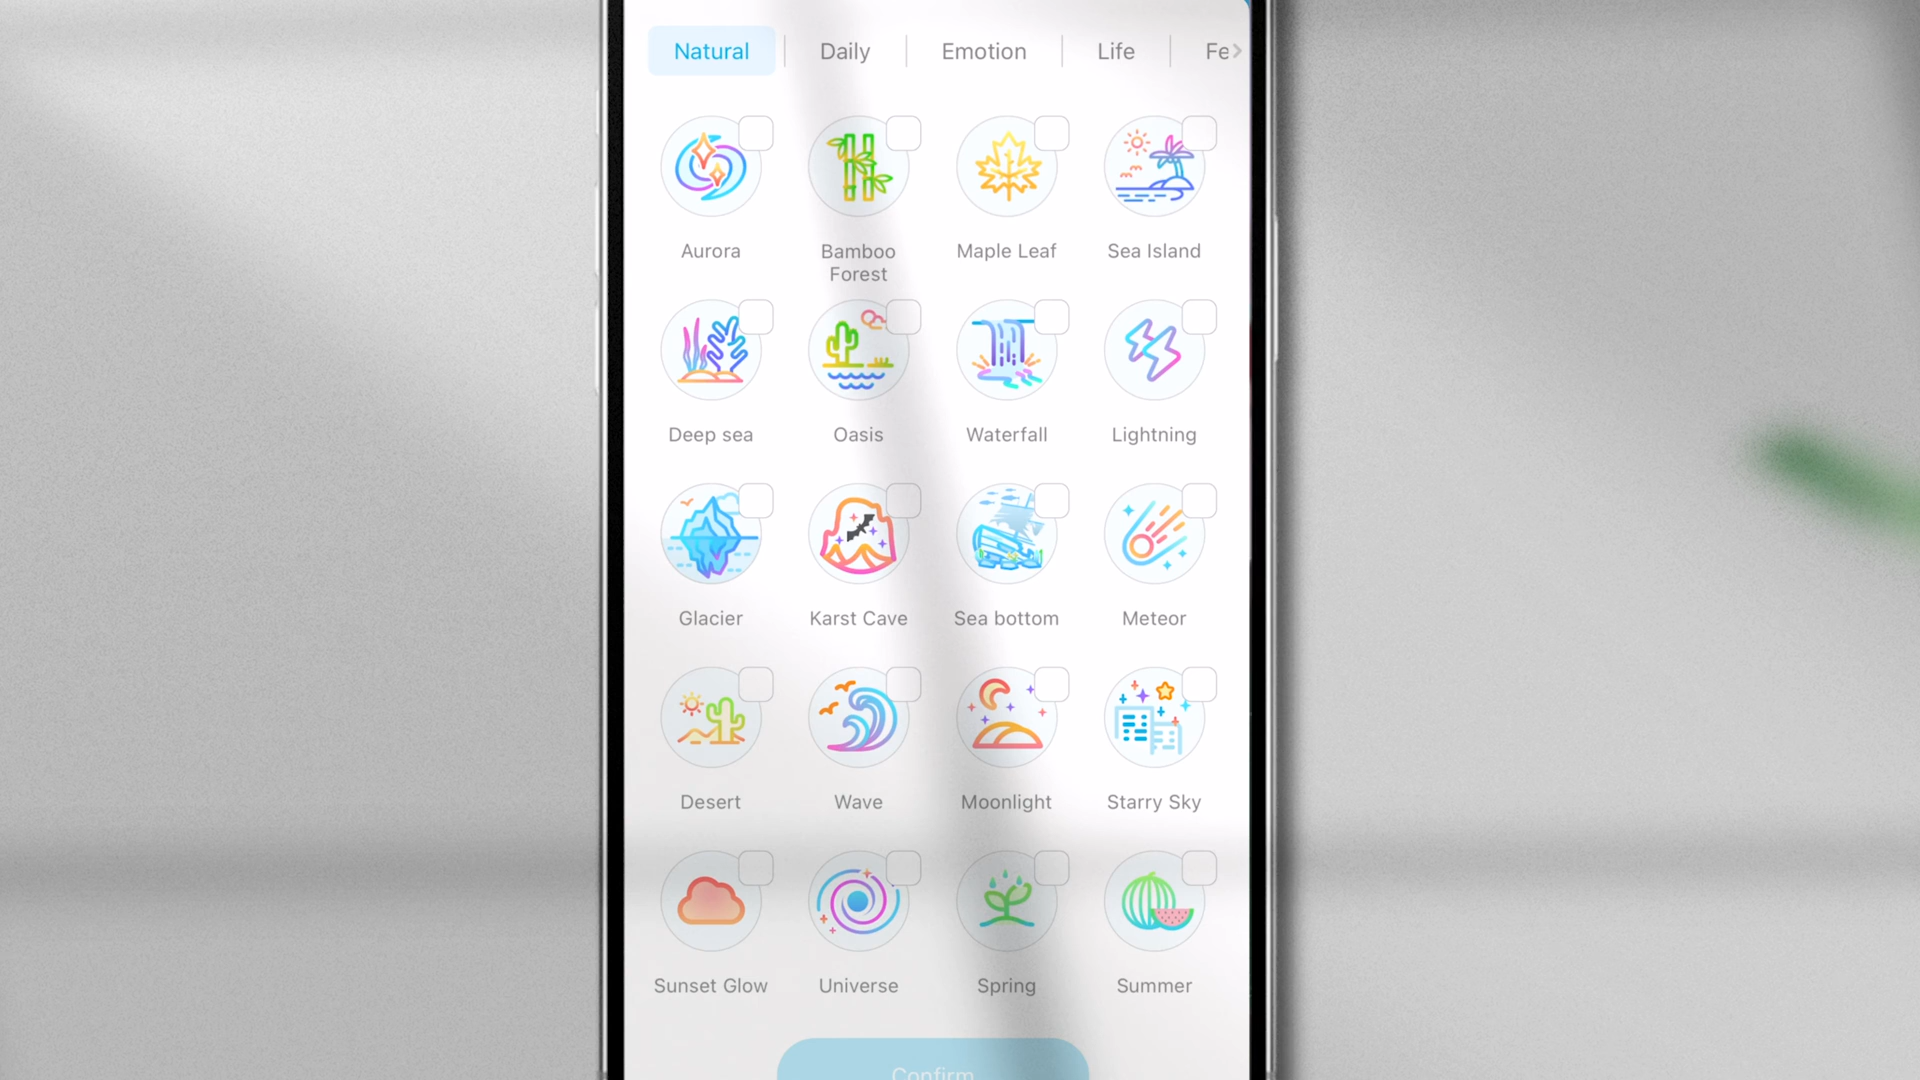 Natural
Daily
Emotion
Life
Fe
Aurora
Bamboo
Forest
Maple Leaf
Sea Island
Deep sea
Oasis
Waterfall
Lightning
Glacier
Karst Cave
Sea bottom
Meteor
Desert
Wave
Moonlight
Starry Sky
Sunset Glow
Universe
Spring
Summer
Confirm